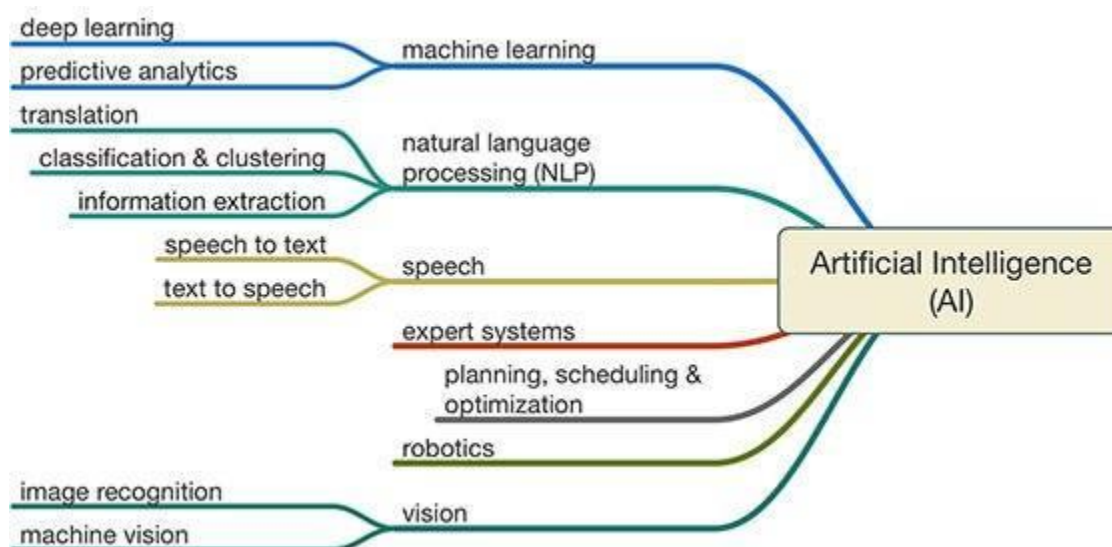 deep learning
machine learning
predictive analytics
translation
natural language
processing (NLP)
classification & clustering
information extraction
speech to text
speech
text to speech
Artificial Intelligence
(AI)
expert systems
planning, scheduling &
optimization
robotics
image recognition
vision
machine vision